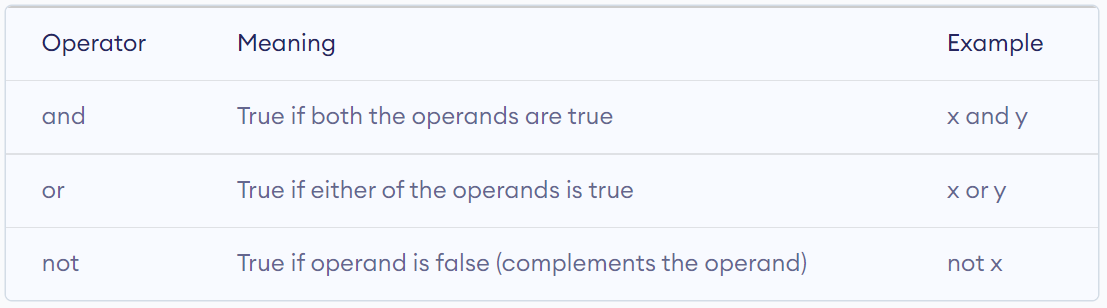 Operator Meaning Example
and True if both the operands are true x and y
or True if either of the operands is true x or y
not True if operand is false (complements the operand) not x